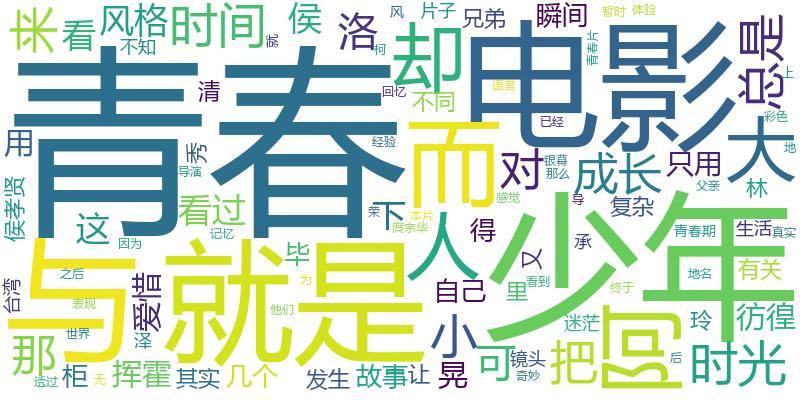 来 看 风格 时间 侯 洛 却 风 片子 兄弟 瞬间 暂时 体验
不知 就 柯 青春片 总是 上
青春 电影
清 回忆 不同 语言 已经 彩色 地
用 秀 经验 而 对 银幕 那么 成长 只用 大
侯孝贤 导演 父亲 林
这 看过 荣 本片 下 感觉 导 复杂
少年
因为 记忆 毕 庹宗华 人 得 又 承 青春期 生活 真实
与 就是
台湾 之后 爱惜 为 自己 里 看到 地名 有关
表现 他们 终于
那 世界 泽 小 迷茫 阿 玲 彷徨
透过 柜 无 挥霍 其实 几个 发生 故事 让 晃 可 镜头 奇妙 把 后 时光